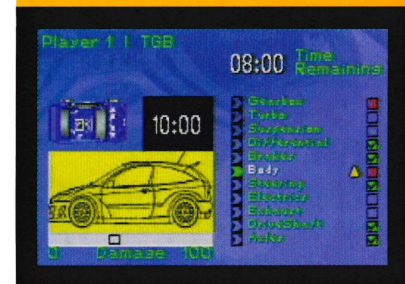 Player 1 | TGB
08:00 Time Remaining
10:00
Gearbox
Turbo
Suspension
Differential
Brakes
Body
Steering
Electrics
Exhaust
DriveShaft
Axles
0 Damage 100